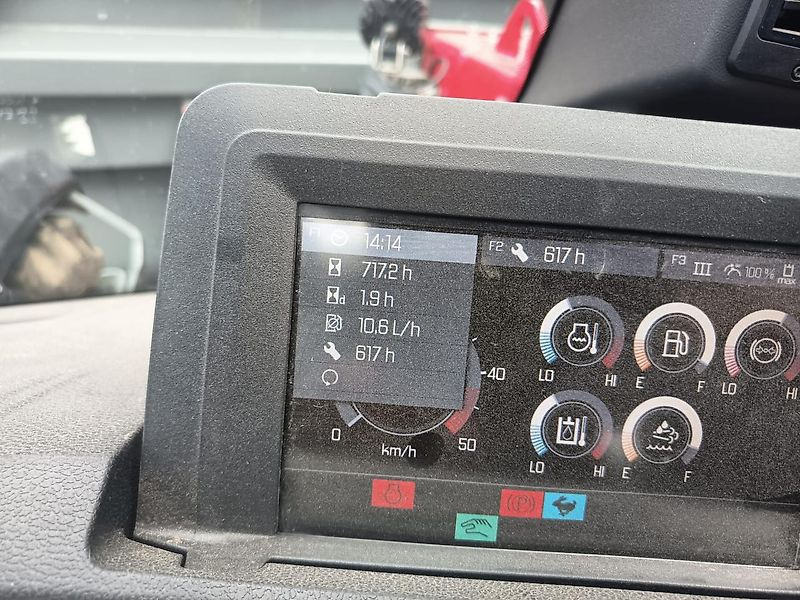 F1 14:14
717.2 h
d 1.9 h
10.6 L/h
617 h
F2 617 h
F3 III 100 % max
40
0
50
km/h
LO HI E F LO HI
LO HI E F
P